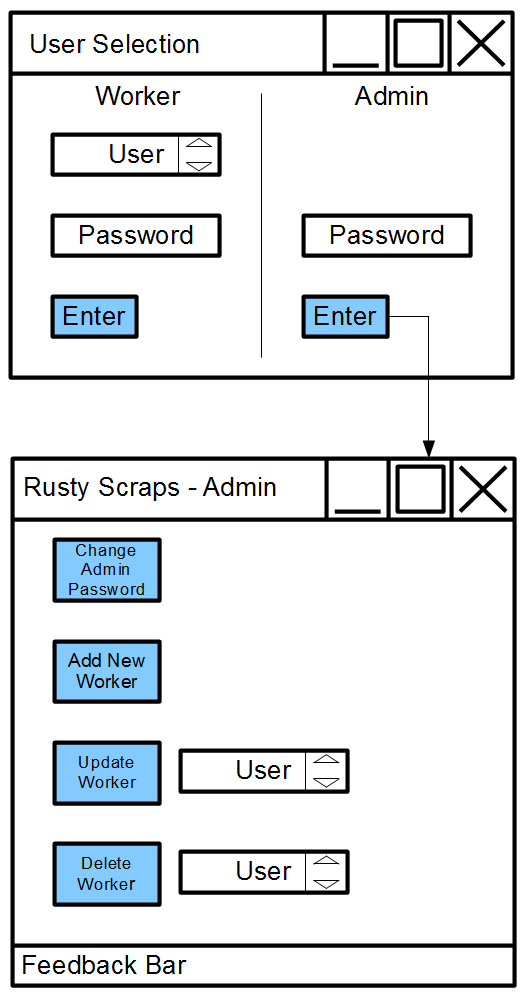 User Selection
Worker
Admin
User
Password
Password
Enter
Enter
Rusty Scraps - Admin
Change
Admin
Password
Add New
Worker
Update
Worker
User
Delete
Worker
User
Feedback Bar